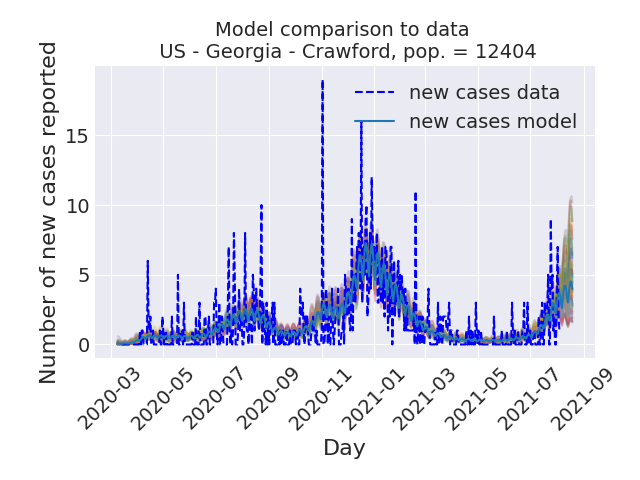 Model comparison to data
US - Georgia - Crawford, pop. = 12404
Number of new cases reported
15
10
5
0
new cases data
new cases model
2020-03
2020-05
2020-07
2020-09
2020-11
2021-01
2021-03
2021-05
2021-07
2021-09
Day